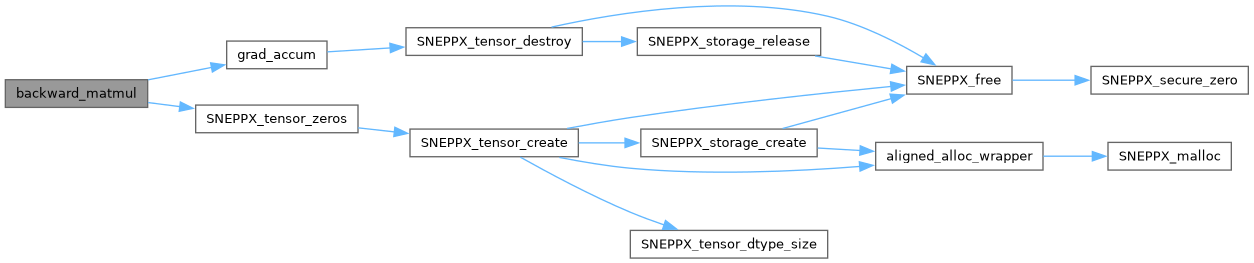 backward_matmul
grad_accum
SNEPPX_tensor_zeros
SNEPPX_tensor_destroy
SNEPPX_tensor_create
SNEPPX_storage_release
SNEPPX_storage_create
SNEPPX_tensor_dtype_size
SNEPPX_free
aligned_alloc_wrapper
SNEPPX_secure_zero
SNEPPX_malloc